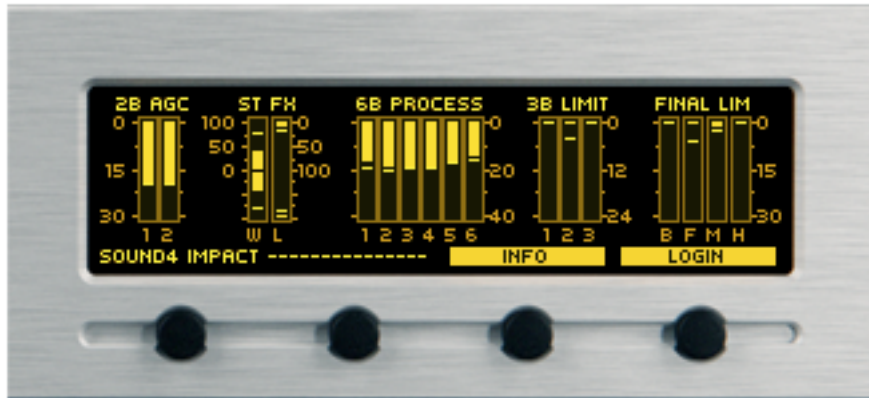 2B AGC ST FX 6B PROCESS 3B LIMIT FINAL LIM
0 100 0 0 0 0
50 50
15 0 100 20 12 15
30 40 24 30
1 2 W L 1 2 3 4 5 6 1 2 3 B F M H
SOUND4 IMPACT --------------- INFO LOGIN